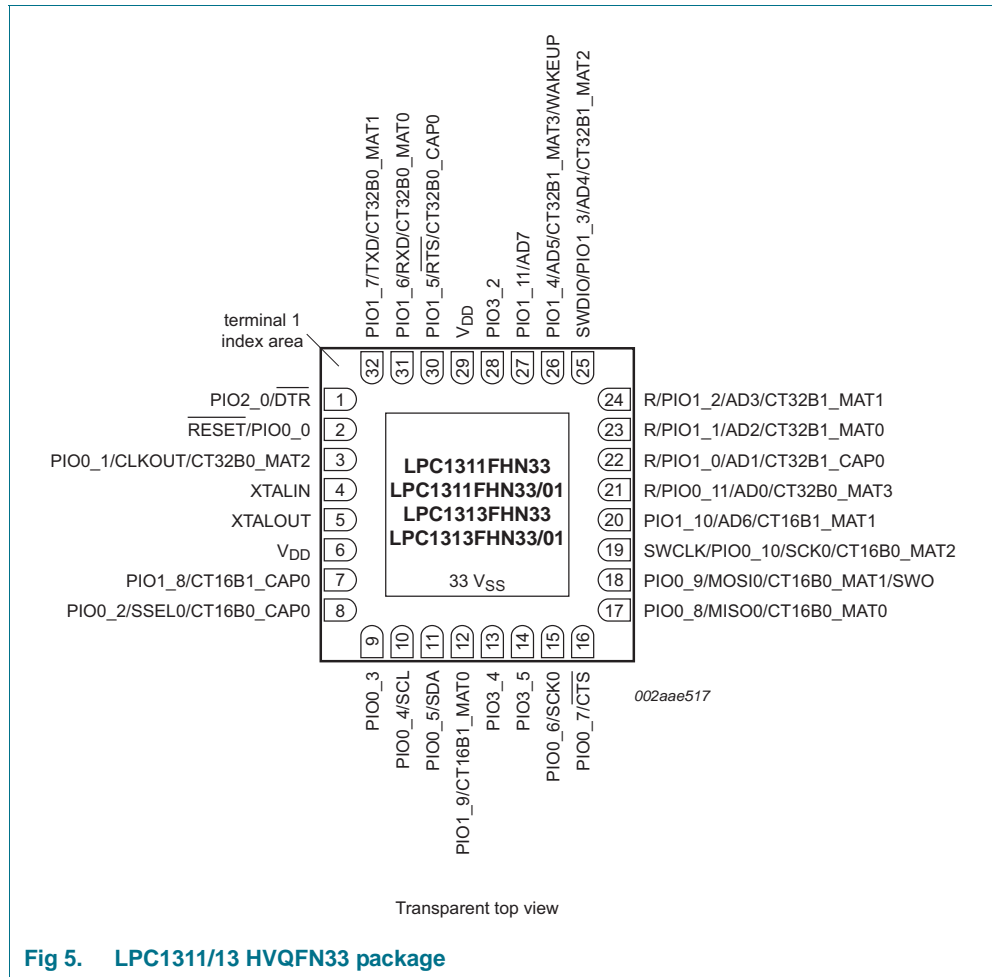 PIO1_7/TXD/CT32B0_MAT1
PIO1_6/RXD/CT32B0_MAT0
PIO1_5/RTS/CT32B0_CAP0
VDD
PIO3_2
PIO1_11/AD7
PIO1_4/AD5/CT32B1_MAT3/WAKEUP
SWDIO/PIO1_3/AD4/CT32B1_MAT2
terminal 1
index area
32 31 30 29 28 27 26 25
PIO2_0/DTR 1
RESET/PIO0_0 2
PIO0_1/CLKOUT/CT32B0_MAT2 3
XTALIN 4
XTALOUT 5
VDD 6
PIO1_8/CT16B1_CAP0 7
PIO0_2/SSEL0/CT16B0_CAP0 8
LPC1311FHN33
LPC1311FHN33/01
LPC1313FHN33
LPC1313FHN33/01
33 VSS
24 R/PIO1_2/AD3/CT32B1_MAT1
23 R/PIO1_1/AD2/CT32B1_MAT0
22 R/PIO1_0/AD1/CT32B1_CAP0
21 R/PIO0_11/AD0/CT32B0_MAT3
20 PIO1_10/AD6/CT16B1_MAT1
19 SWCLK/PIO0_10/SCK0/CT16B0_MAT2
18 PIO0_9/MOSI0/CT16B0_MAT1/SWO
17 PIO0_8/MISO0/CT16B0_MAT0
9 10 11 12 13 14 15 16
PIO0_3
PIO0_4/SCL
PIO0_5/SDA
PIO1_9/CT16B1_MAT0
PIO3_4
PIO3_5
PIO0_6/SCK0
PIO0_7/CTS
002aae517
Transparent top view
Fig 5. LPC1311/13 HVQFN33 package